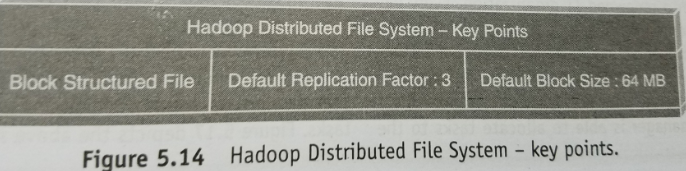 Hadoop Distributed File System – Key Points
Block Structured File
Default Replication Factor : 3
Default Block Size : 64 MB
Figure 5.14 Hadoop Distributed File System – key points.